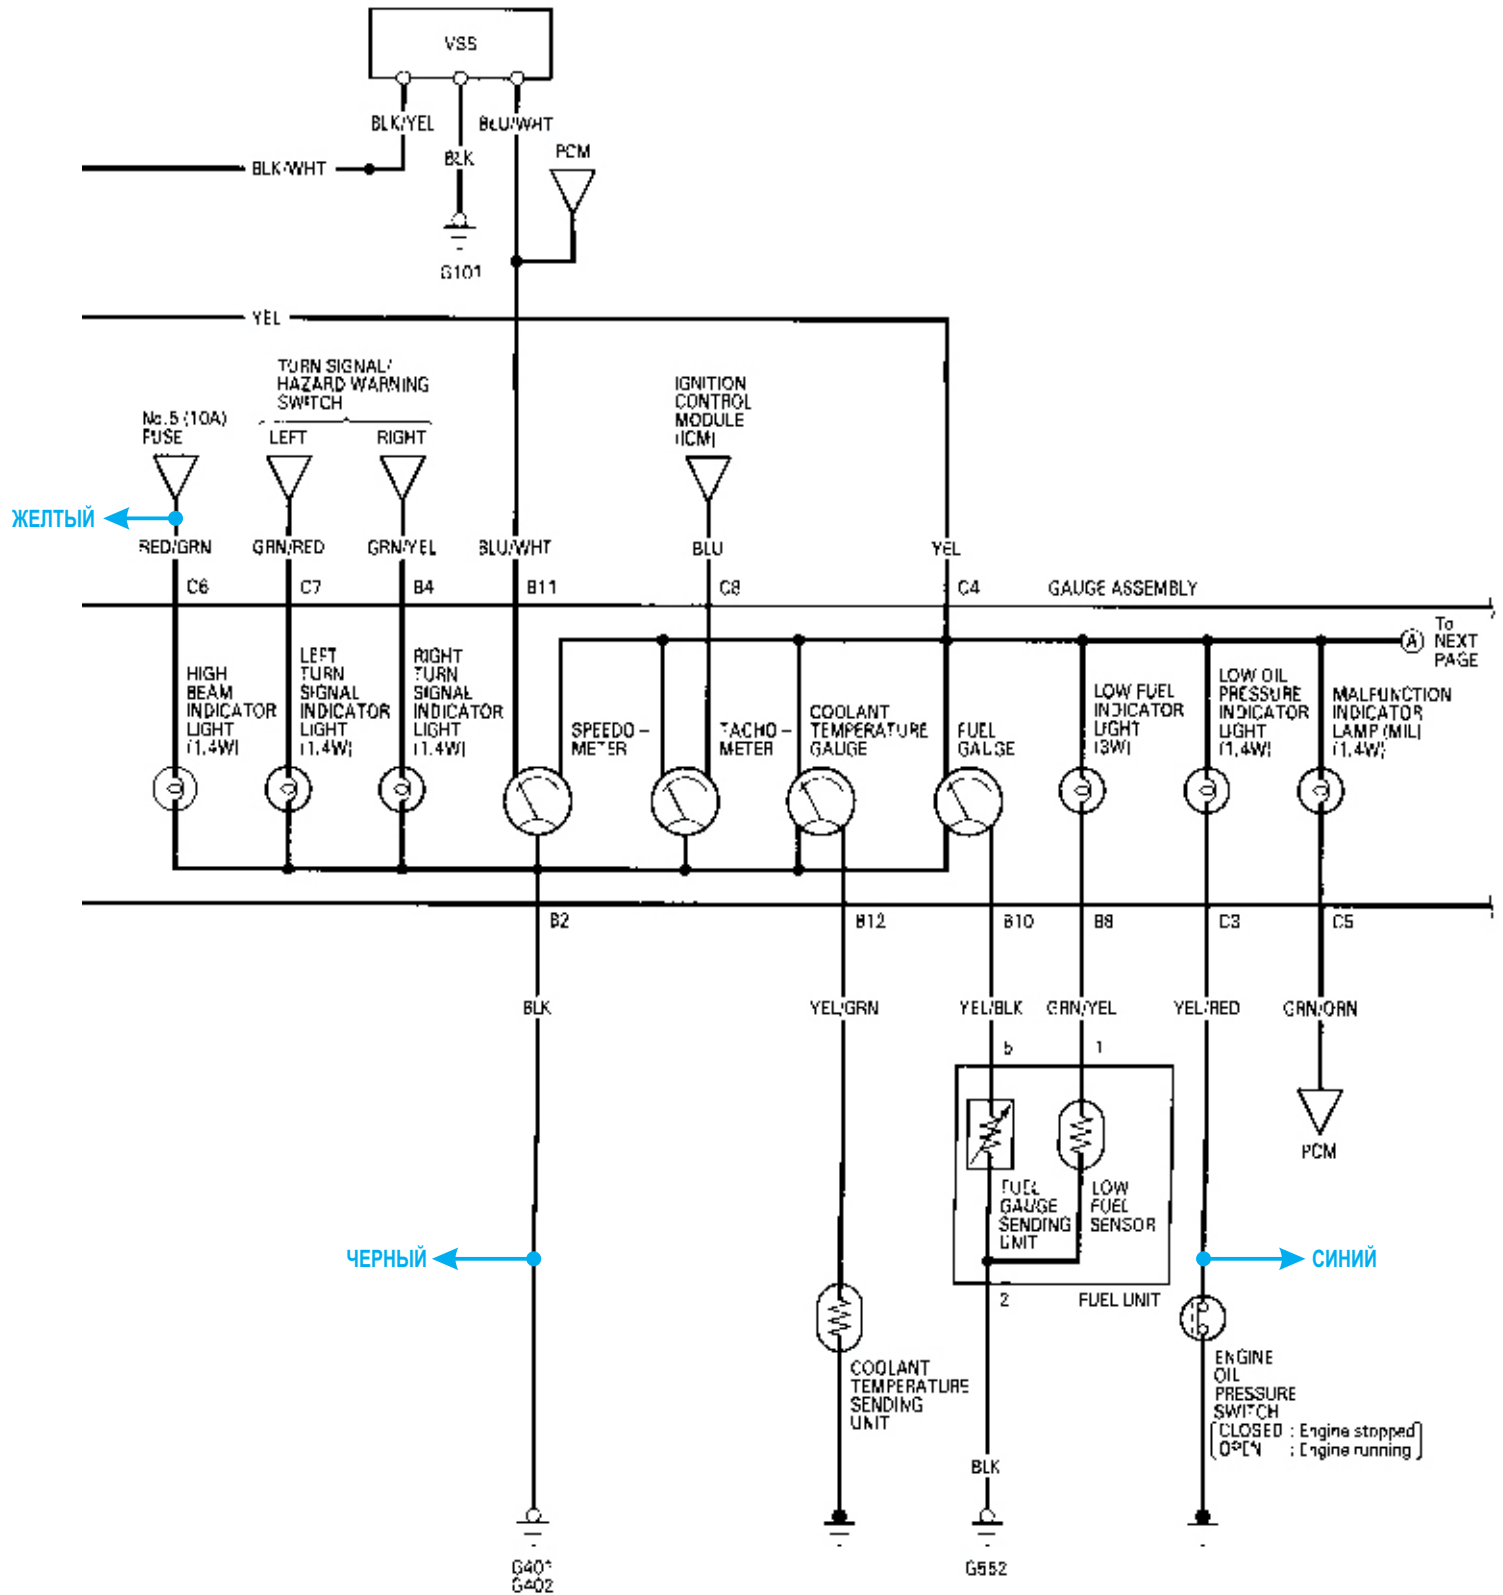 VSS
BLK/YEL
BLU/WHT
BLK
PCM
BLK/WHT
G101
YEL
TURN SIGNAL/
HAZARD WARNING
SWITCH
No.5 (10A)
FUSE
LEFT
RIGHT
IGNITION
CONTROL
MODULE
(ICM)
ЖЕЛТЫЙ
RED/GRN
GRN/RED
GRN/YEL
BLU/WHT
BLU
YEL
C6
C7
B4
B11
C8
C4
GAUGE ASSEMBLY
A
To
NEXT
PAGE
HIGH
BEAM
INDICATOR
LIGHT
(1.4W)
LEFT
TURN
SIGNAL
INDICATOR
LIGHT
(1.4W)
RIGHT
TURN
SIGNAL
INDICATOR
LIGHT
(1.4W)
SPEEDO-
METER
TACHO-
METER
COOLANT
TEMPERATURE
GAUGE
FUEL
GAUGE
LOW FUEL
INDICATOR
LIGHT
(3W)
LOW OIL
PRESSURE
INDICATOR
LIGHT
(1.4W)
MALFUNCTION
INDICATOR
LAMP (MIL)
(1.4W)
B2
B12
B10
B8
C3
C5
BLK
YEL/GRN
YEL/BLK
GRN/YEL
YEL/RED
GRN/ORN
5
1
PCM
FUEL
GAUGE
SENDING
UNIT
LOW
FUEL
SENSOR
ЧЕРНЫЙ
СИНИЙ
2
FUEL UNIT
COOLANT
TEMPERATURE
SENDING
UNIT
ENGINE
OIL
PRESSURE
SWITCH
CLOSED : Engine stopped
OPEN : Engine running
BLK
G401
G402
G552